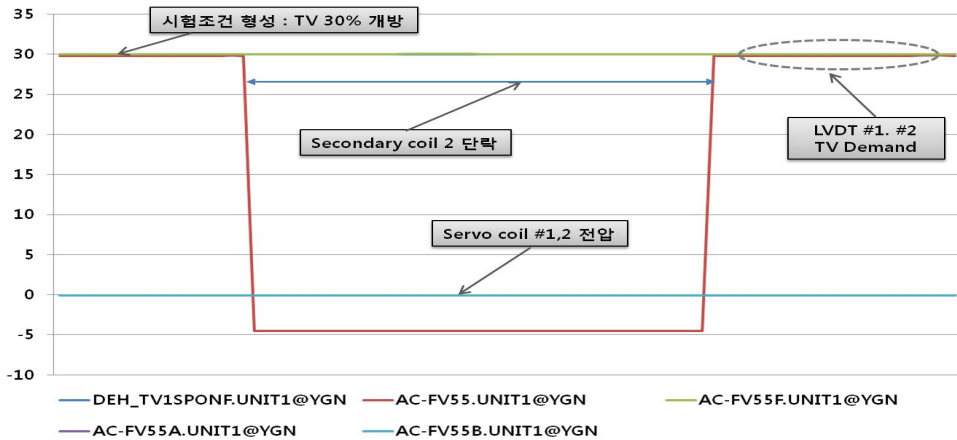 35
시험조건 형성 : TV 30% 개방
30
25
20
Secondary coil 2 단락
LVDT #1. #2
TV Demand
15
10
Servo coil #1,2 전압
5
0
-5
-10
DEH_TV1SPONF.UNIT1@YGN
AC-FV55.UNIT1@YGN
AC-FV55F.UNIT1@YGN
AC-FV55A.UNIT1@YGN
AC-FV55B.UNIT1@YGN